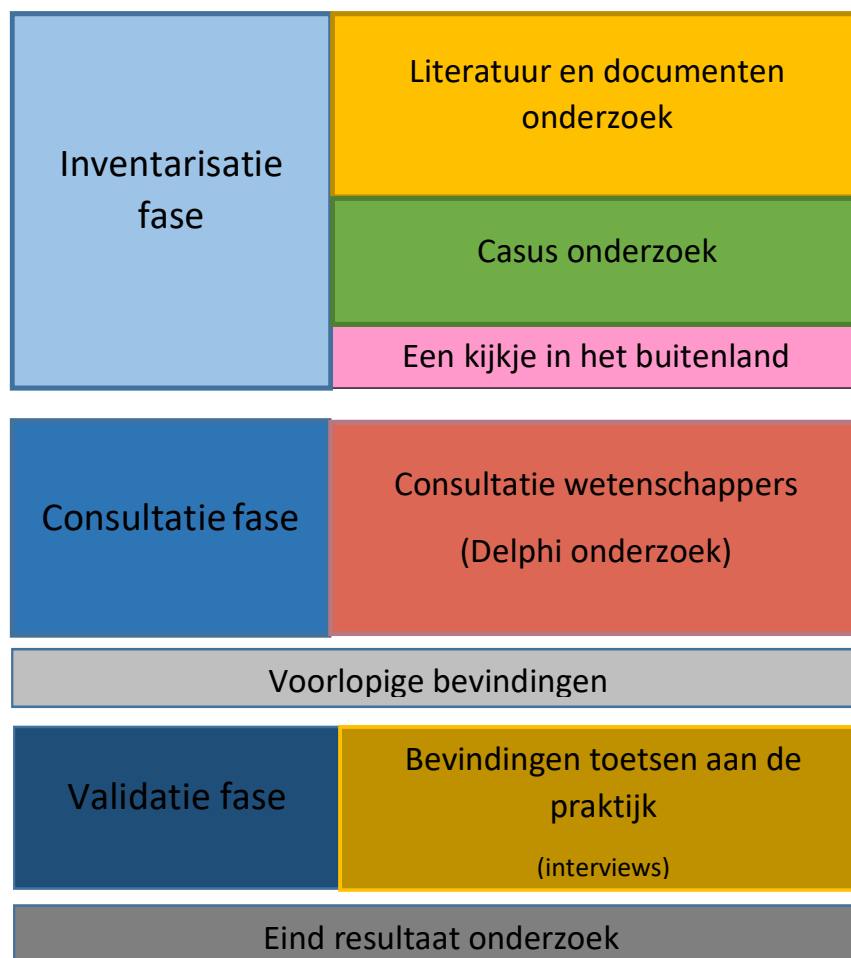 Inventarisatie
fase
Literatuur en documenten
onderzoek
Casus onderzoek
Een kijkje in het buitenland
Consultatie fase
Consultatie wetenschappers
(Delphi onderzoek)
Voorlopige bevindingen
Validatie fase
Bevindingen toetsen aan de
praktijk
(interviews)
Eind resultaat onderzoek